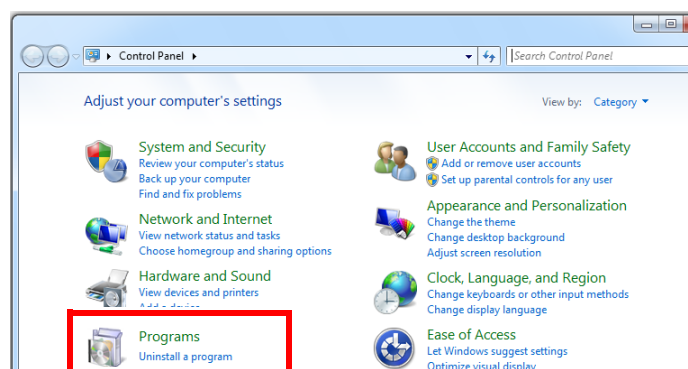 Control Panel
Search Control Panel
Adjust your computer's settings
View by: Category
System and Security
Review your computer's status
Back up your computer
Find and fix problems
Network and Internet
View network status and tasks
Choose homegroup and sharing options
Hardware and Sound
View devices and printers
Add a device
Programs
Uninstall a program
User Accounts and Family Safety
Add or remove user accounts
Set up parental controls for any user
Appearance and Personalization
Change the theme
Change desktop background
Adjust screen resolution
Clock, Language, and Region
Change keyboards or other input methods
Change display language
Ease of Access
Let Windows suggest settings
Optimize visual display